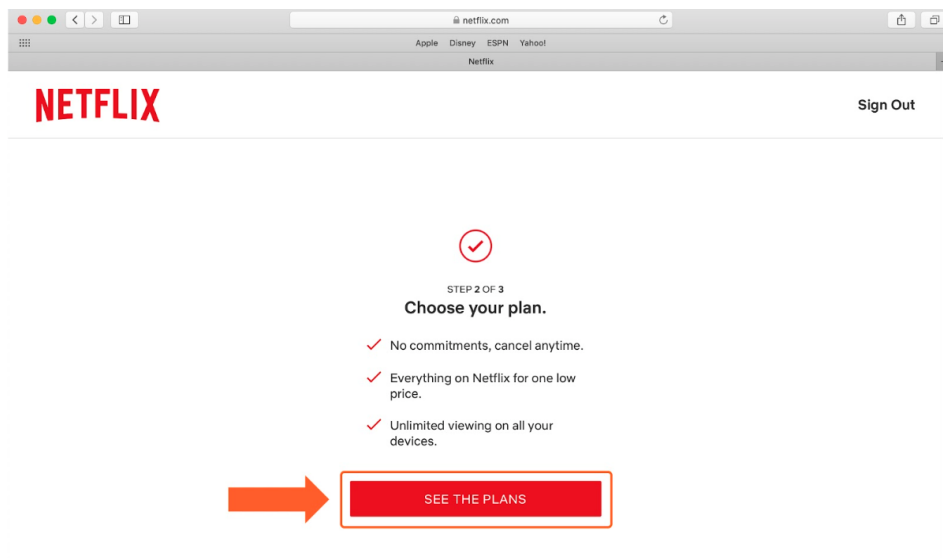 netflix.com
Apple Disney ESPN Yahoo!
Netflix
NETFLIX
Sign Out
STEP 2 OF 3
Choose your plan.
No commitments, cancel anytime.
Everything on Netflix for one low
price.
Unlimited viewing on all your
devices.
SEE THE PLANS